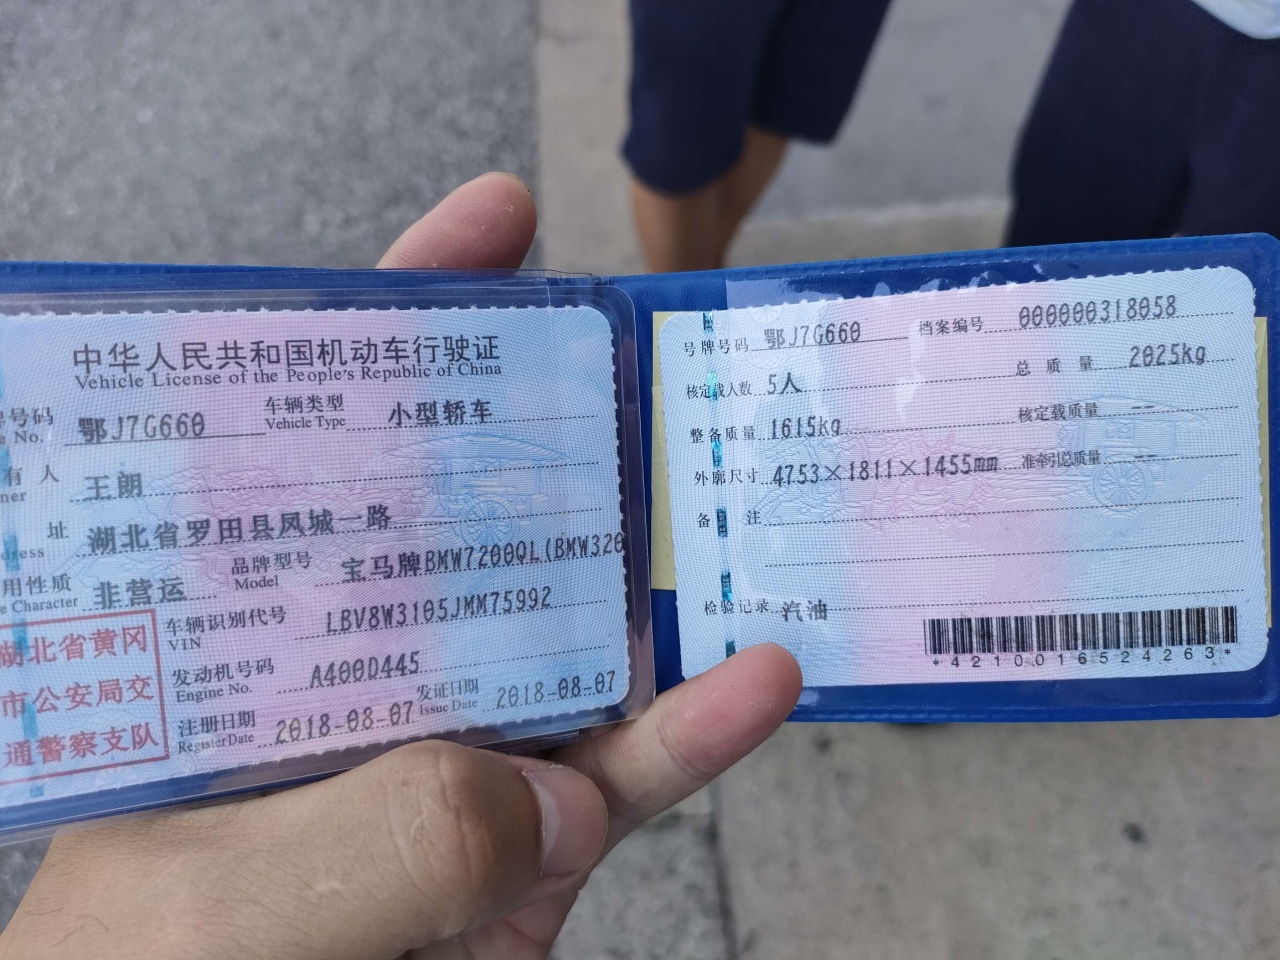 中华人民共和国机动车行驶证
Vehicle License of the People's Republic of China
号码 鄂J7G660 车辆类型 小型轿车
No. Vehicle Type
有人 王朗
ner
址 湖北省罗田县凤城一路
ress
用性质 非营运 品牌型号 宝马牌BMW7200QL(BMW320
e Character Model
车辆识别代号 LBV8W3105JMM75992
VIN
发动机号码 A400D445
Engine No.
注册日期 2018-08-07 发证日期 2018-08-07
Register Date Issue Date
湖北省黄冈
市公安局交
通警察支队
号牌号码 鄂J7G660 档案编号 000000318058
核定载人数 5人 总质量 2025kg
整备质量 1615kg 核定载质量 --
外廓尺寸 4753×1811×1455mm 准牵引总质量 --
备注
检验记录 汽油
*4210016524263*